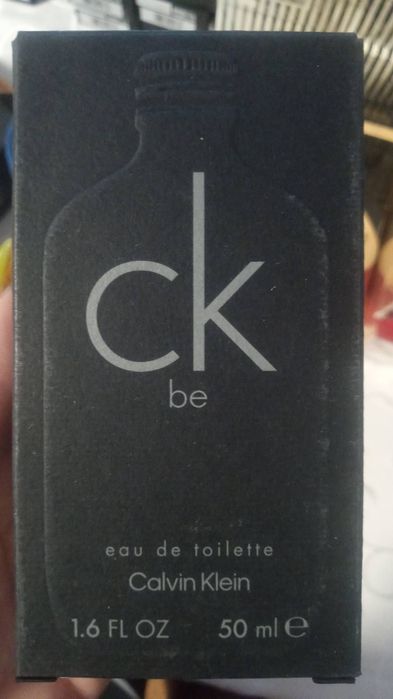 ck
be
eau de toilette
Calvin Klein
1.6 FL OZ 50 ml ℮